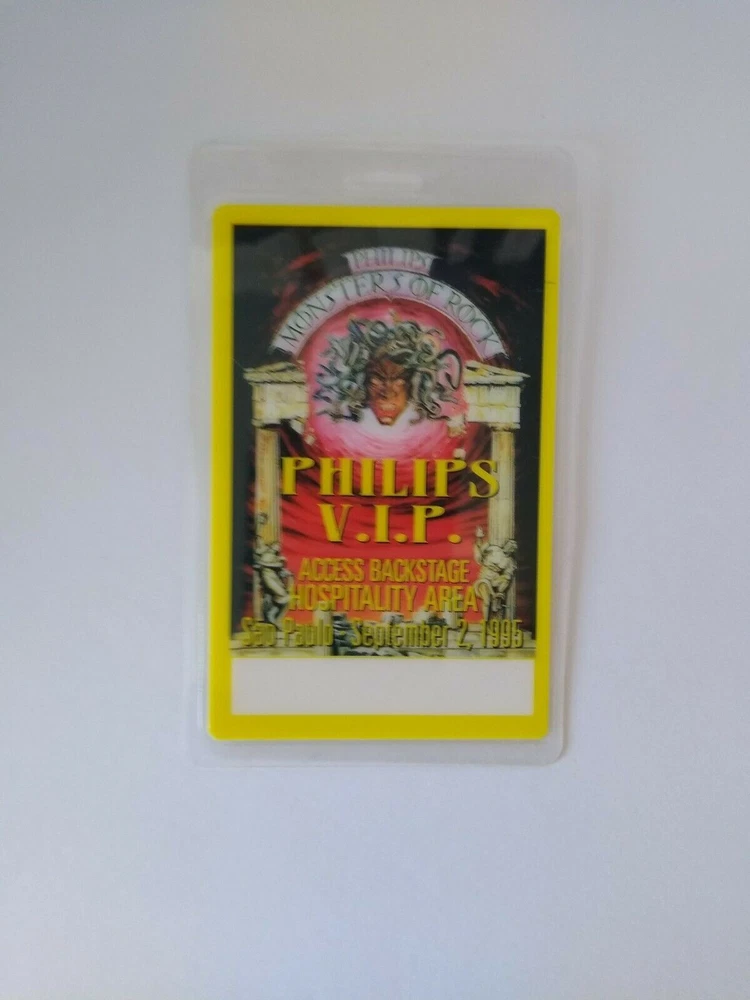 PHILIPS
MONSTERS OF ROCK
PHILIPS
V.I.P.
ACCESS BACKSTAGE
HOSPITALITY AREA
Sao Paulo - September 2, 1995